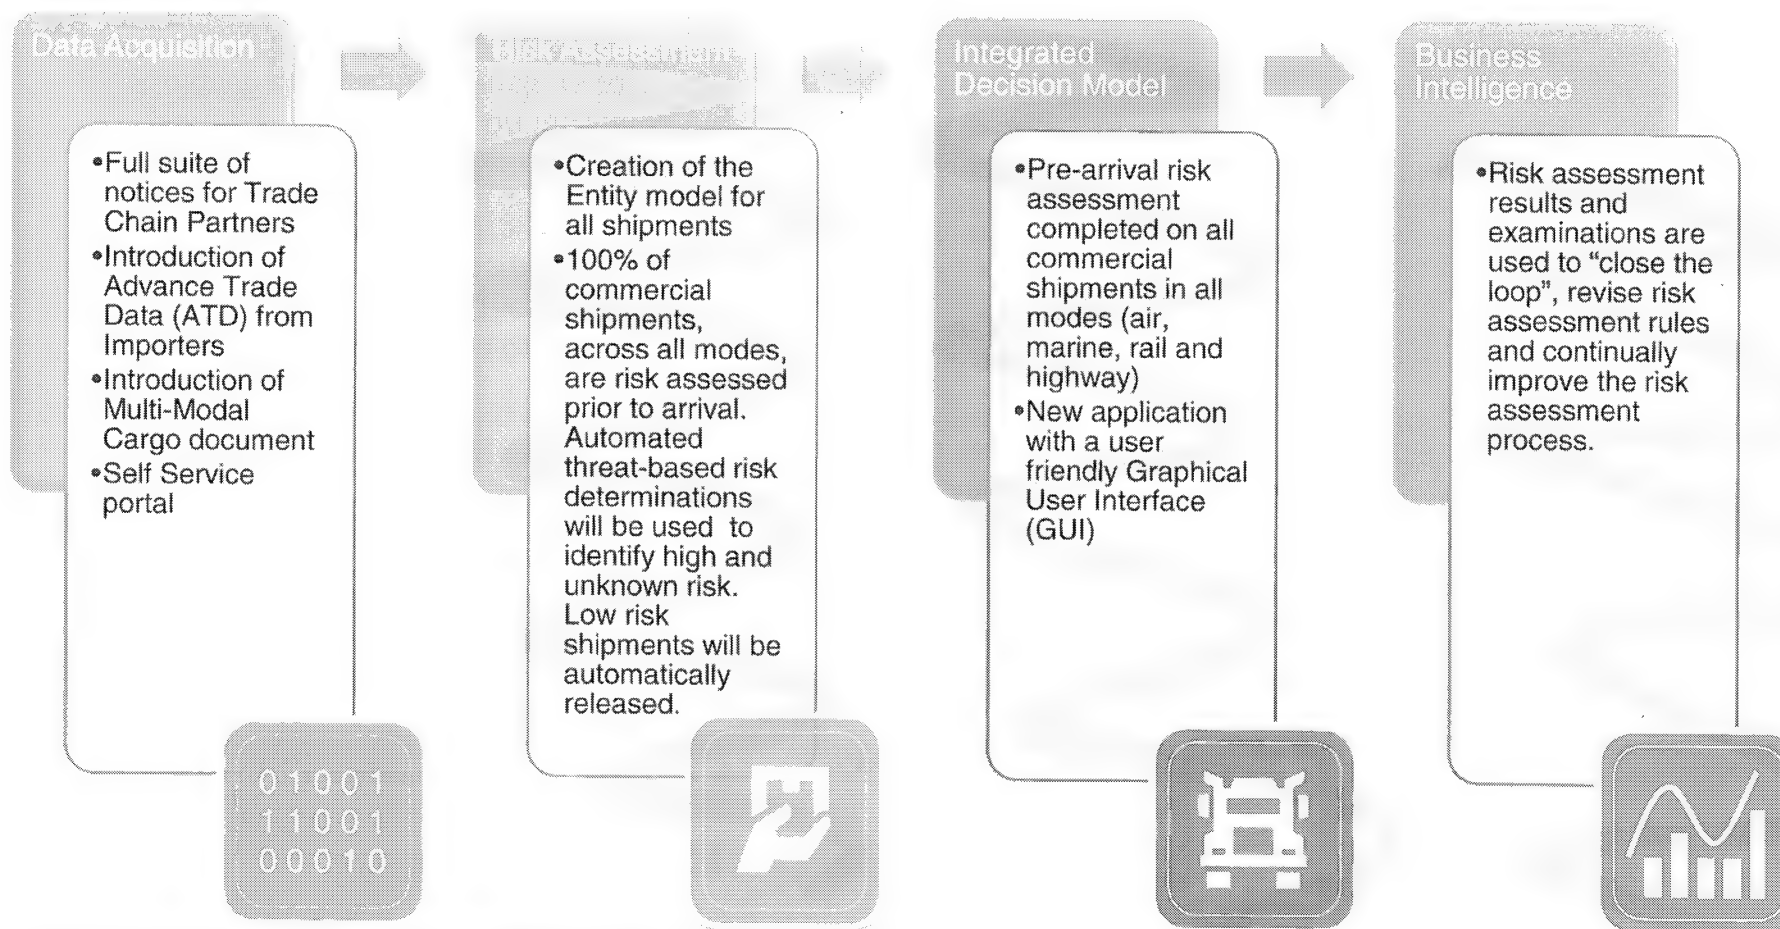 Data Acquisition
•Full suite of
notices for Trade
Chain Partners
•Introduction of
Advance Trade
Data (ATD) from
Importers
•Introduction of
Multi-Modal
Cargo document
•Self Service
portal
01001
11001
00010
Risk Assessment
•Creation of the
Entity model for
all shipments
•100% of
commercial
shipments,
across all modes,
are risk assessed
prior to arrival.
Automated
threat-based risk
determinations
will be used to
identify high and
unknown risk.
Low risk
shipments will be
automatically
released.
Integrated
Decision Model
•Pre-arrival risk
assessment
completed on all
commercial
shipments in all
modes (air,
marine, rail and
highway)
•New application
with a user
friendly Graphical
User Interface
(GUI)
Business
Intelligence
•Risk assessment
results and
examinations are
used to “close the
loop”, revise risk
assessment rules
and continually
improve the risk
assessment
process.